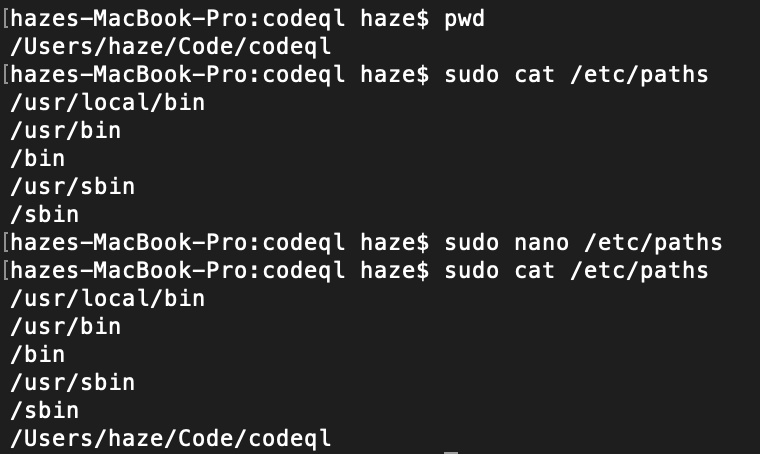 [hazes-MacBook-Pro:codeql haze$ pwd
/Users/haze/Code/codeql
[hazes-MacBook-Pro:codeql haze$ sudo cat /etc/paths
/usr/local/bin
/usr/bin
/bin
/usr/sbin
/sbin
[hazes-MacBook-Pro:codeql haze$ sudo nano /etc/paths
[hazes-MacBook-Pro:codeql haze$ sudo cat /etc/paths
/usr/local/bin
/usr/bin
/bin
/usr/sbin
/sbin
/Users/haze/Code/codeql